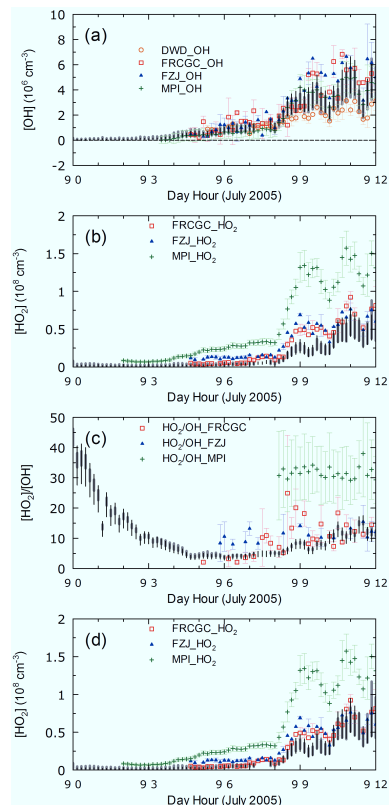 (a)
DWD_OH
FRCGC_OH
FZJ_OH
MPI_OH
[OH] (10⁶ cm⁻³)
10
8
6
4
2
0
-2
9 0
9 3
9 6
9 9
9 12
Day Hour (July 2005)
(b)
FRCGC_HO₂
FZJ_HO₂
MPI_HO₂
[HO₂] (10⁸ cm⁻³)
2
1.5
1
0.5
0
9 0
9 3
9 6
9 9
9 12
Day Hour (July 2005)
(c)
HO₂/OH_FRCGC
HO₂/OH_FZJ
HO₂/OH_MPI
[HO₂]/[OH]
50
40
30
20
10
0
9 0
9 3
9 6
9 9
9 12
Day Hour (July 2005)
(d)
FRCGC_HO₂
FZJ_HO₂
MPI_HO₂
[HO₂] (10⁸ cm⁻³)
2
1.5
1
0.5
0
9 0
9 3
9 6
9 9
9 12
Day Hour (July 2005)